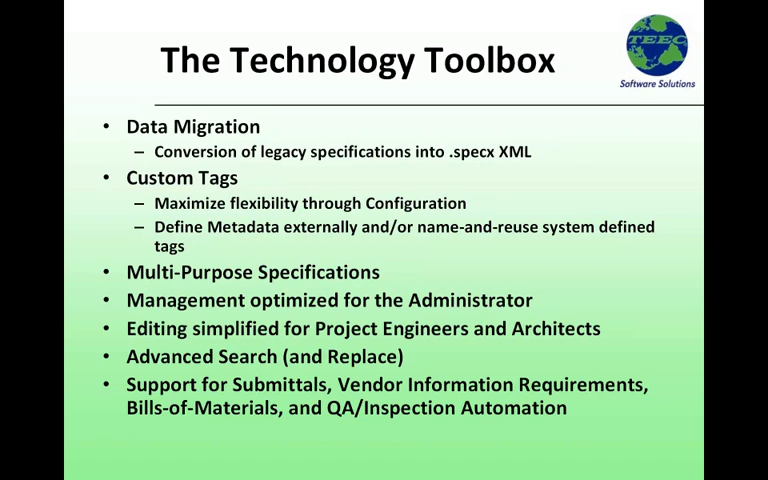 The Technology Toolbox
TEEC
Software Solutions
• Data Migration
– Conversion of legacy specifications into .specx XML
• Custom Tags
– Maximize flexibility through Configuration
– Define Metadata externally and/or name-and-reuse system defined
tags
• Multi-Purpose Specifications
• Management optimized for the Administrator
• Editing simplified for Project Engineers and Architects
• Advanced Search (and Replace)
• Support for Submittals, Vendor Information Requirements,
Bills-of-Materials, and QA/Inspection Automation